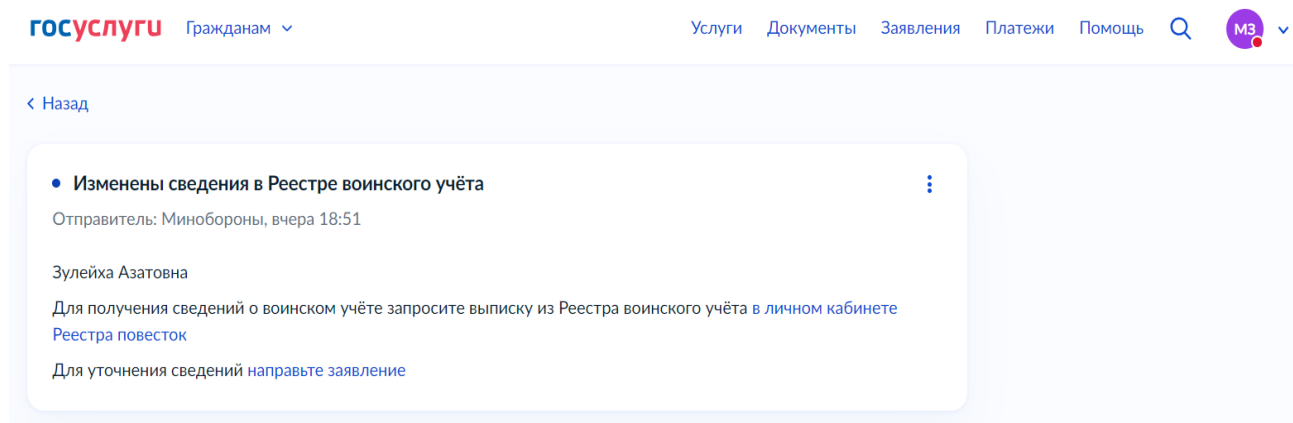 госуслуги Гражданам Услуги Документы Заявления Платежи Помощь МЗ
Назад
Изменены сведения в Реестре воинского учёта
Отправитель: Минобороны, вчера 18:51
Зулейха Азатовна
Для получения сведений о воинском учёте запросите выписку из Реестра воинского учёта в личном кабинете
Реестра повесток
Для уточнения сведений направьте заявление